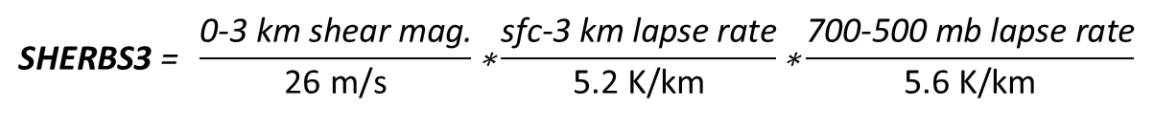 0-3 km shear mag. sfc-3 km lapse rate 700-500 mb lapse rate
SHERBS3 = * *
26 m/s 5.2 K/km 5.6 K/km